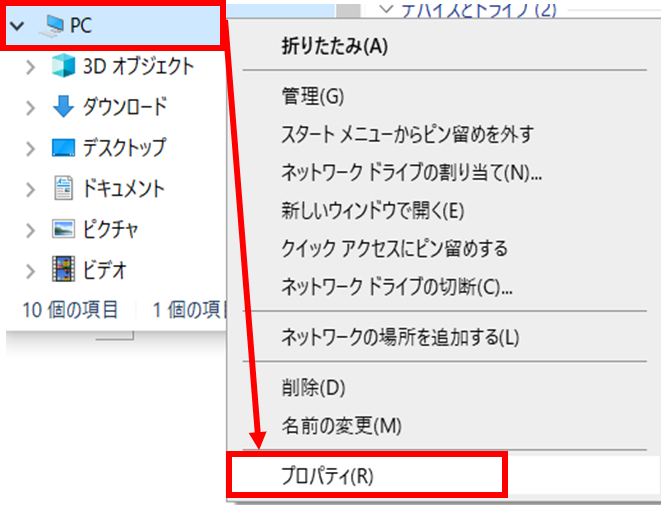 PC
3D オブジェクト
ダウンロード
デスクトップ
ドキュメント
ピクチャ
ビデオ
10 個の項目
1 個の項
デバイスとドライブ (2)
折りたたみ(A)
管理(G)
スタート メニューからピン留めを外す
ネットワーク ドライブの割り当て(N)...
新しいウィンドウで開く(E)
クイック アクセスにピン留めする
ネットワーク ドライブの切断(C)...
ネットワークの場所を追加する(L)
削除(D)
名前の変更(M)
プロパティ(R)